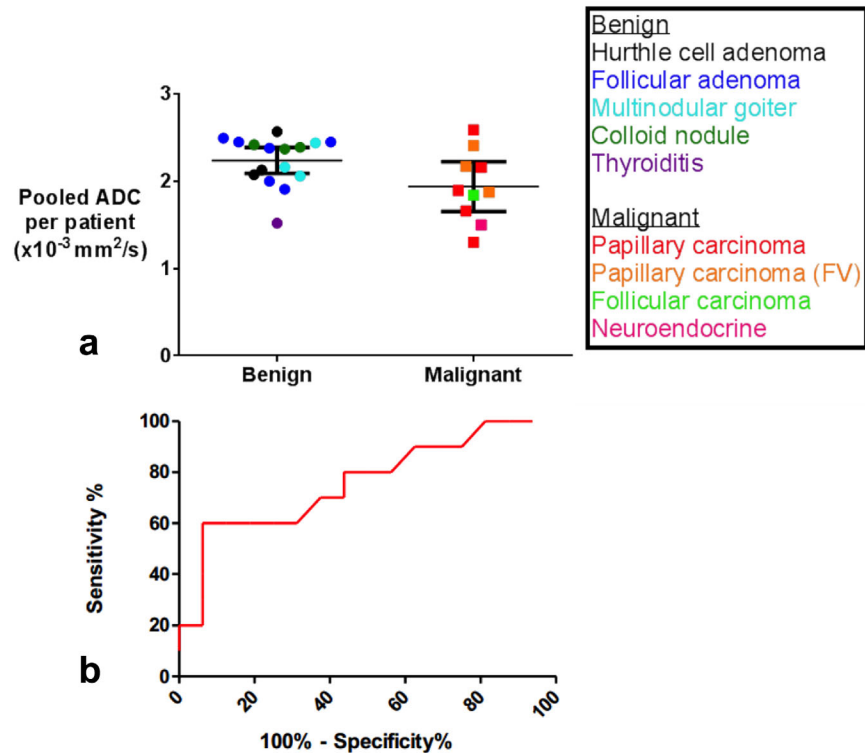 Benign
Hurthle cell adenoma
Follicular adenoma
Multinodular goiter
Colloid nodule
Thyroiditis
Malignant
Papillary carcinoma
Papillary carcinoma (FV)
Follicular carcinoma
Neuroendocrine
3
2
1
0
Pooled ADC
per patient
(x10⁻³ mm²/s)
Benign
Malignant
a
100
80
60
40
20
0
Sensitivity %
0
20
40
60
80
100
100% - Specificity%
b